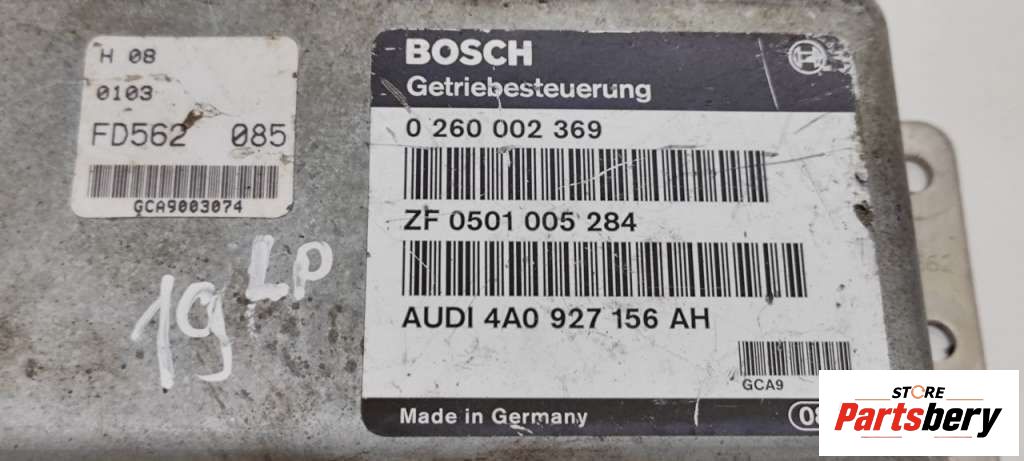 H 08
0103
FD562 085
GCA9003074
19 LP
BOSCH
Getriebesteuerung
0 260 002 369
ZF 0501 005 284
AUDI 4A0 927 156 AH
GCA9
Made in Germany
08
STORE
Partsbery